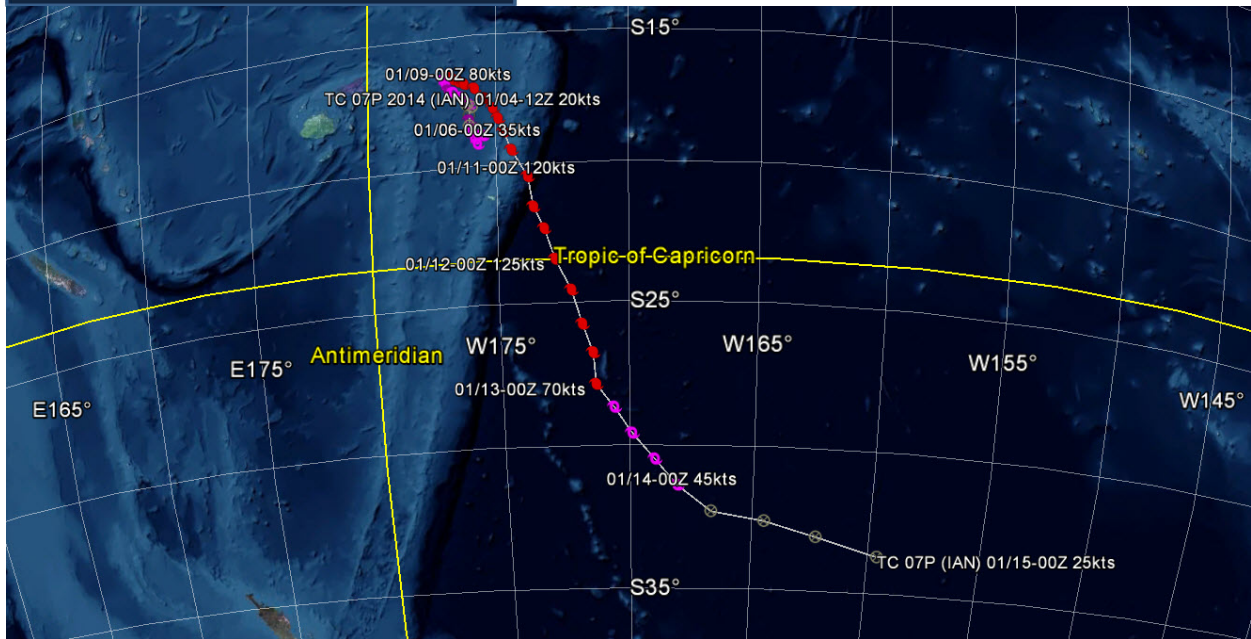 S15°
01/09-00Z 80kts
TC 07P 2014 (IAN) 01/04-12Z 20kts
01/06-00Z 35kts
01/11-00Z 120kts
Tropic of Capricorn
01/12-00Z 125kts
S25°
Antimeridian
W175°
W165°
E175°
W155°
01/13-00Z 70kts
E165°
W145°
01/14-00Z 45kts
TC 07P (IAN) 01/15-00Z 25kts
S35°